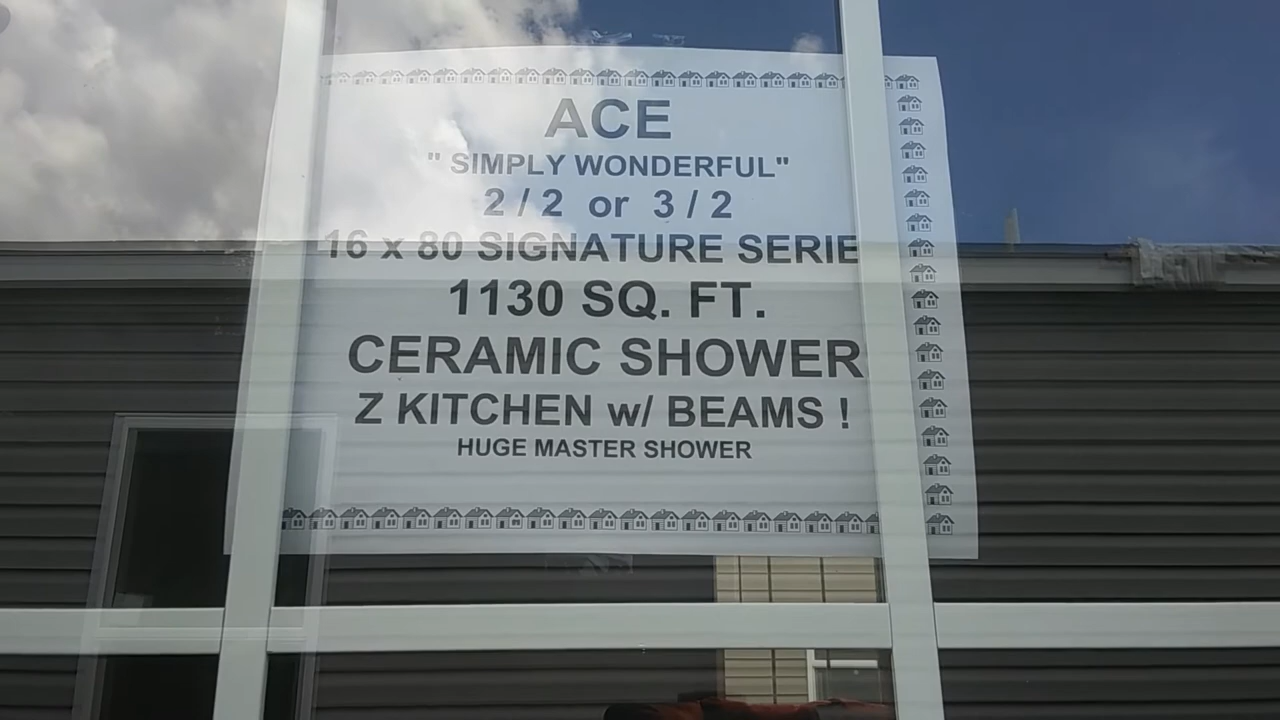 ACE
" SIMPLY WONDERFUL"
2 / 2 or 3 / 2
16 x 80 SIGNATURE SERIE
1130 SQ. FT.
CERAMIC SHOWER
Z KITCHEN w/ BEAMS !
HUGE MASTER SHOWER